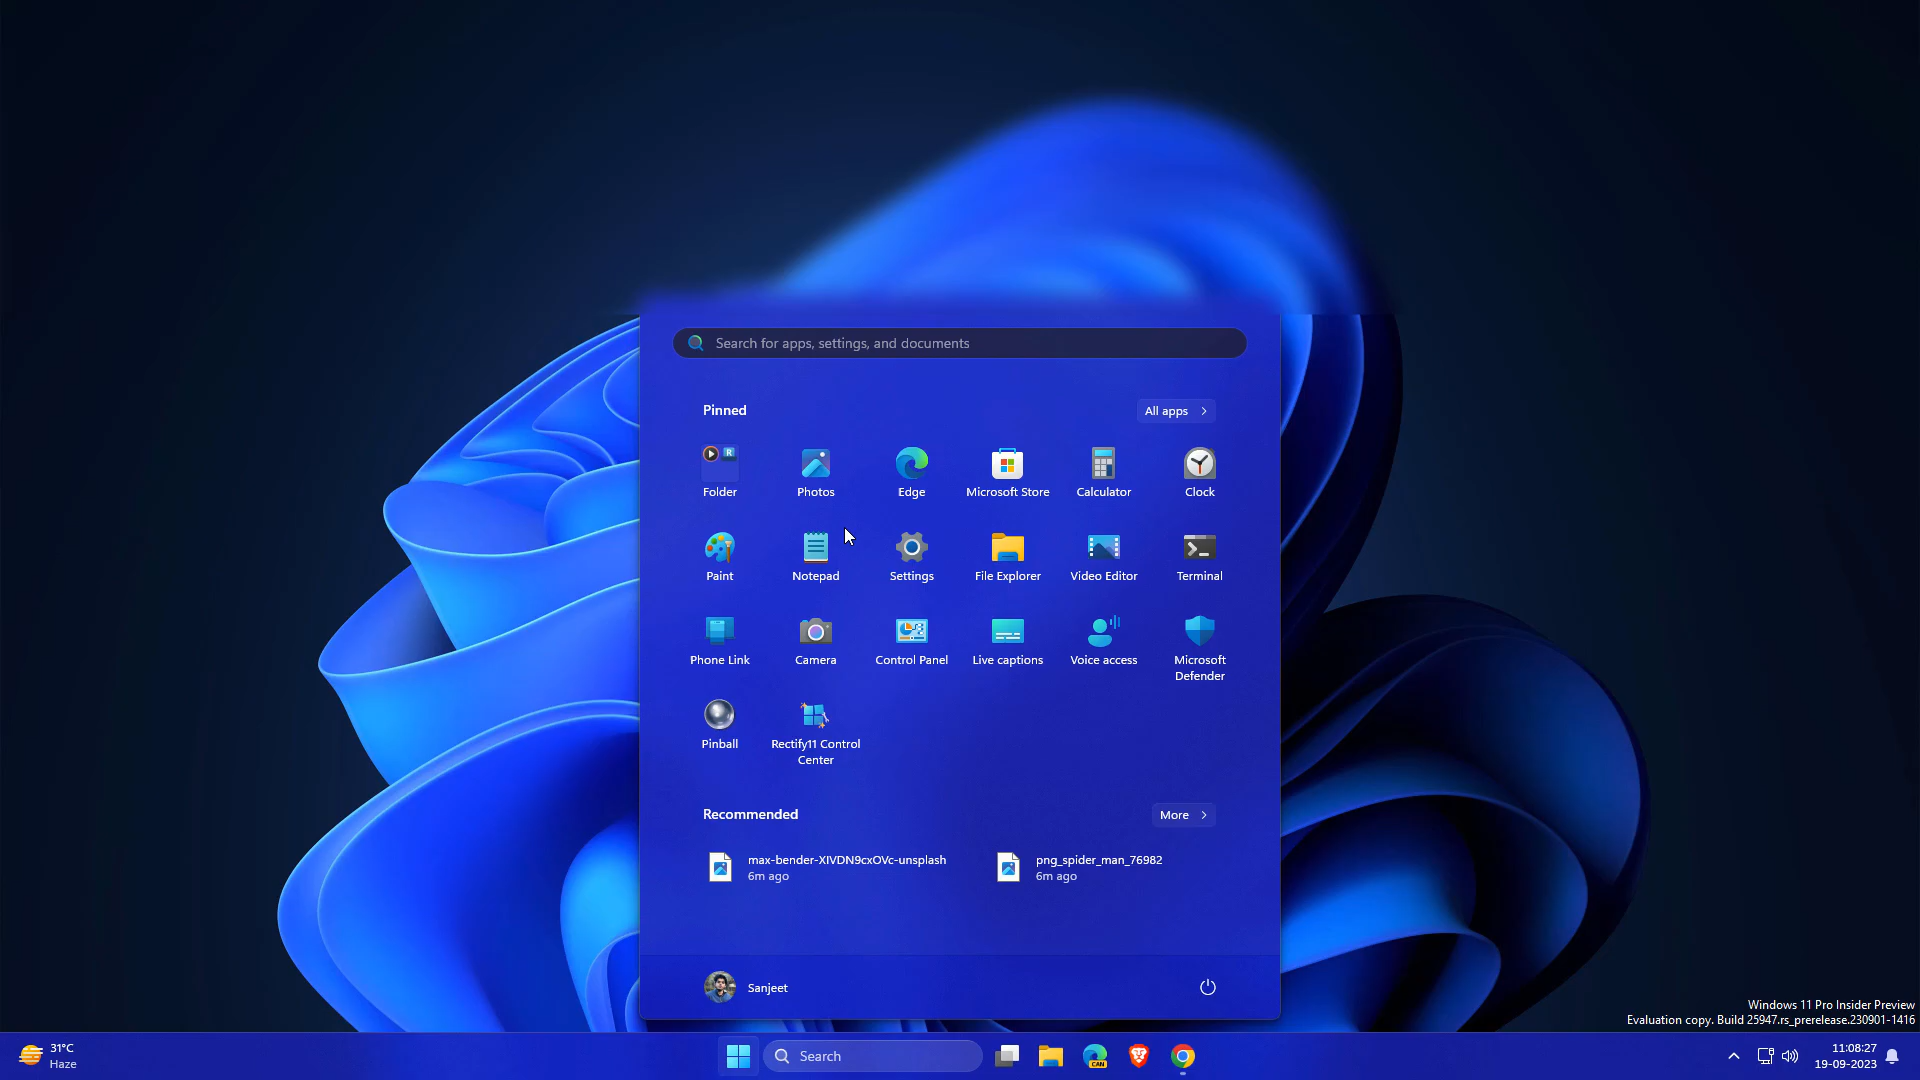 Search for apps, settings, and documents
Pinned
All apps
Folder
Photos
Edge
Microsoft Store
Calculator
Clock
Paint
Notepad
Settings
File Explorer
Video Editor
Terminal
Phone Link
Camera
Control Panel
Live captions
Voice access
Microsoft
Defender
Pinball
Rectify11 Control
Center
Recommended
More
max-bender-XIVDN9cxOVc-unsplash
6m ago
png_spider_man_76982
6m ago
Sanjeet
Windows 11 Pro Insider Preview
Evaluation copy. Build 25947.rs_prerelease.230901-1416
31°C
Haze
Search
CAN
11:08:27
19-09-2023